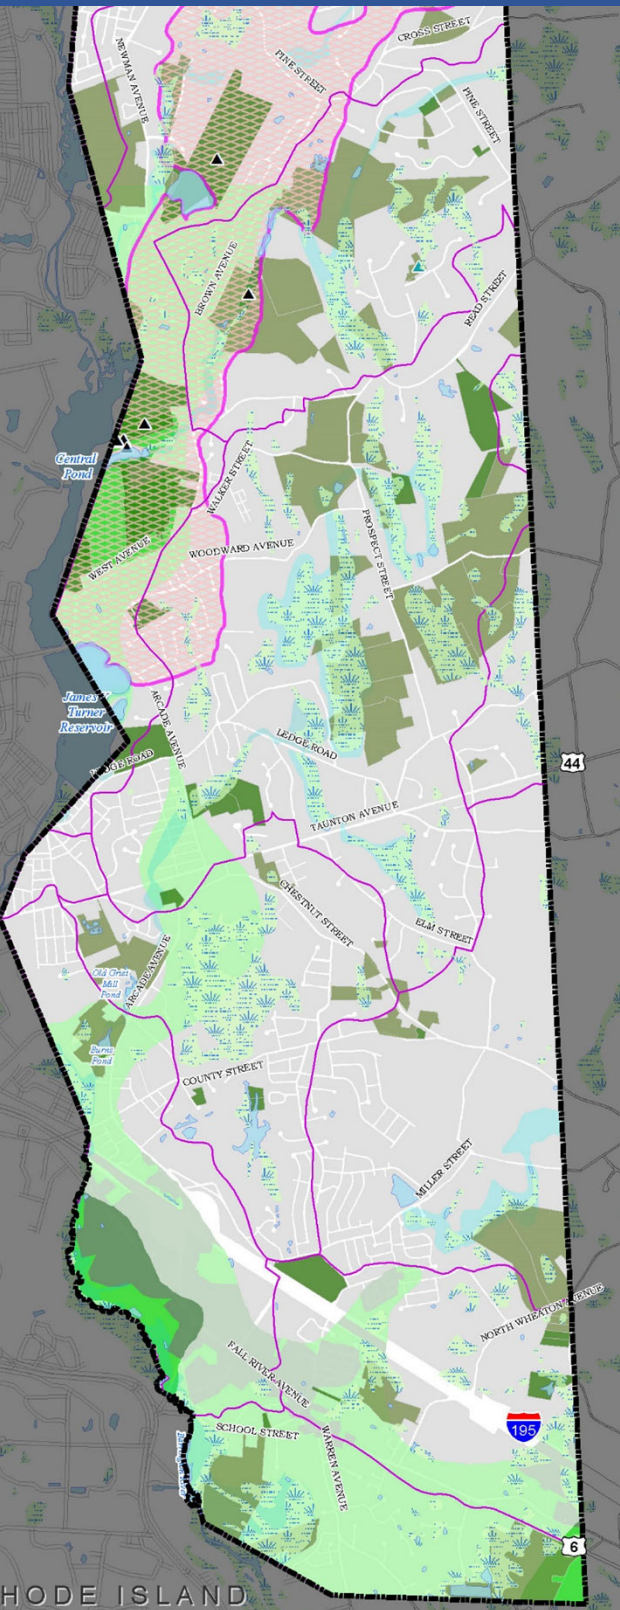 CROSS STREET
NEWMAN AVENUE
PINE STREET
PINE STREET
BROWN AVENUE
READ STREET
Central
Pond
WALKER STREET
WEST AVENUE
WOODWARD AVENUE
PROSPECT STREET
James V
Turner
Reservoir
ARCADE AVENUE
LEDGE ROAD
ROAD
44
TAUNTON AVENUE
CHESTNUT STREET
ELM STREET
ARCADE AVENUE
Old Grist
Mill
Pond
Burrs
Pond
COUNTY STREET
MILLER STREET
NORTH WHEATON AVENUE
FALL RIVER AVENUE
SCHOOL STREET
WARREN AVENUE
195
6
HODE ISLAND